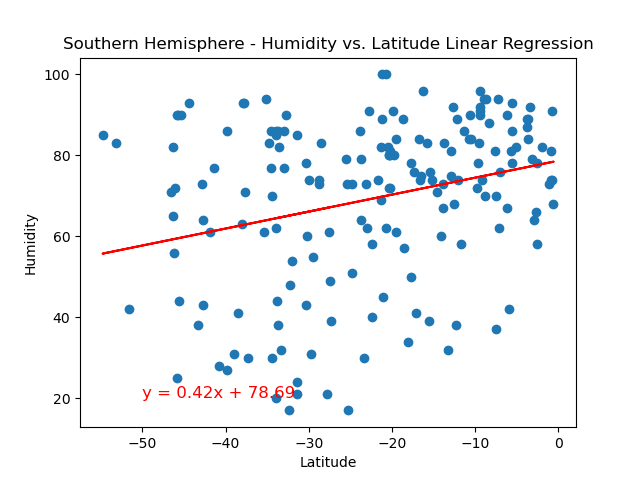 Southern Hemisphere - Humidity vs. Latitude Linear Regression
100
80
60
40
20
Humidity
y = 0.42x + 78.69
−50
−40
−30
−20
−10
0
Latitude